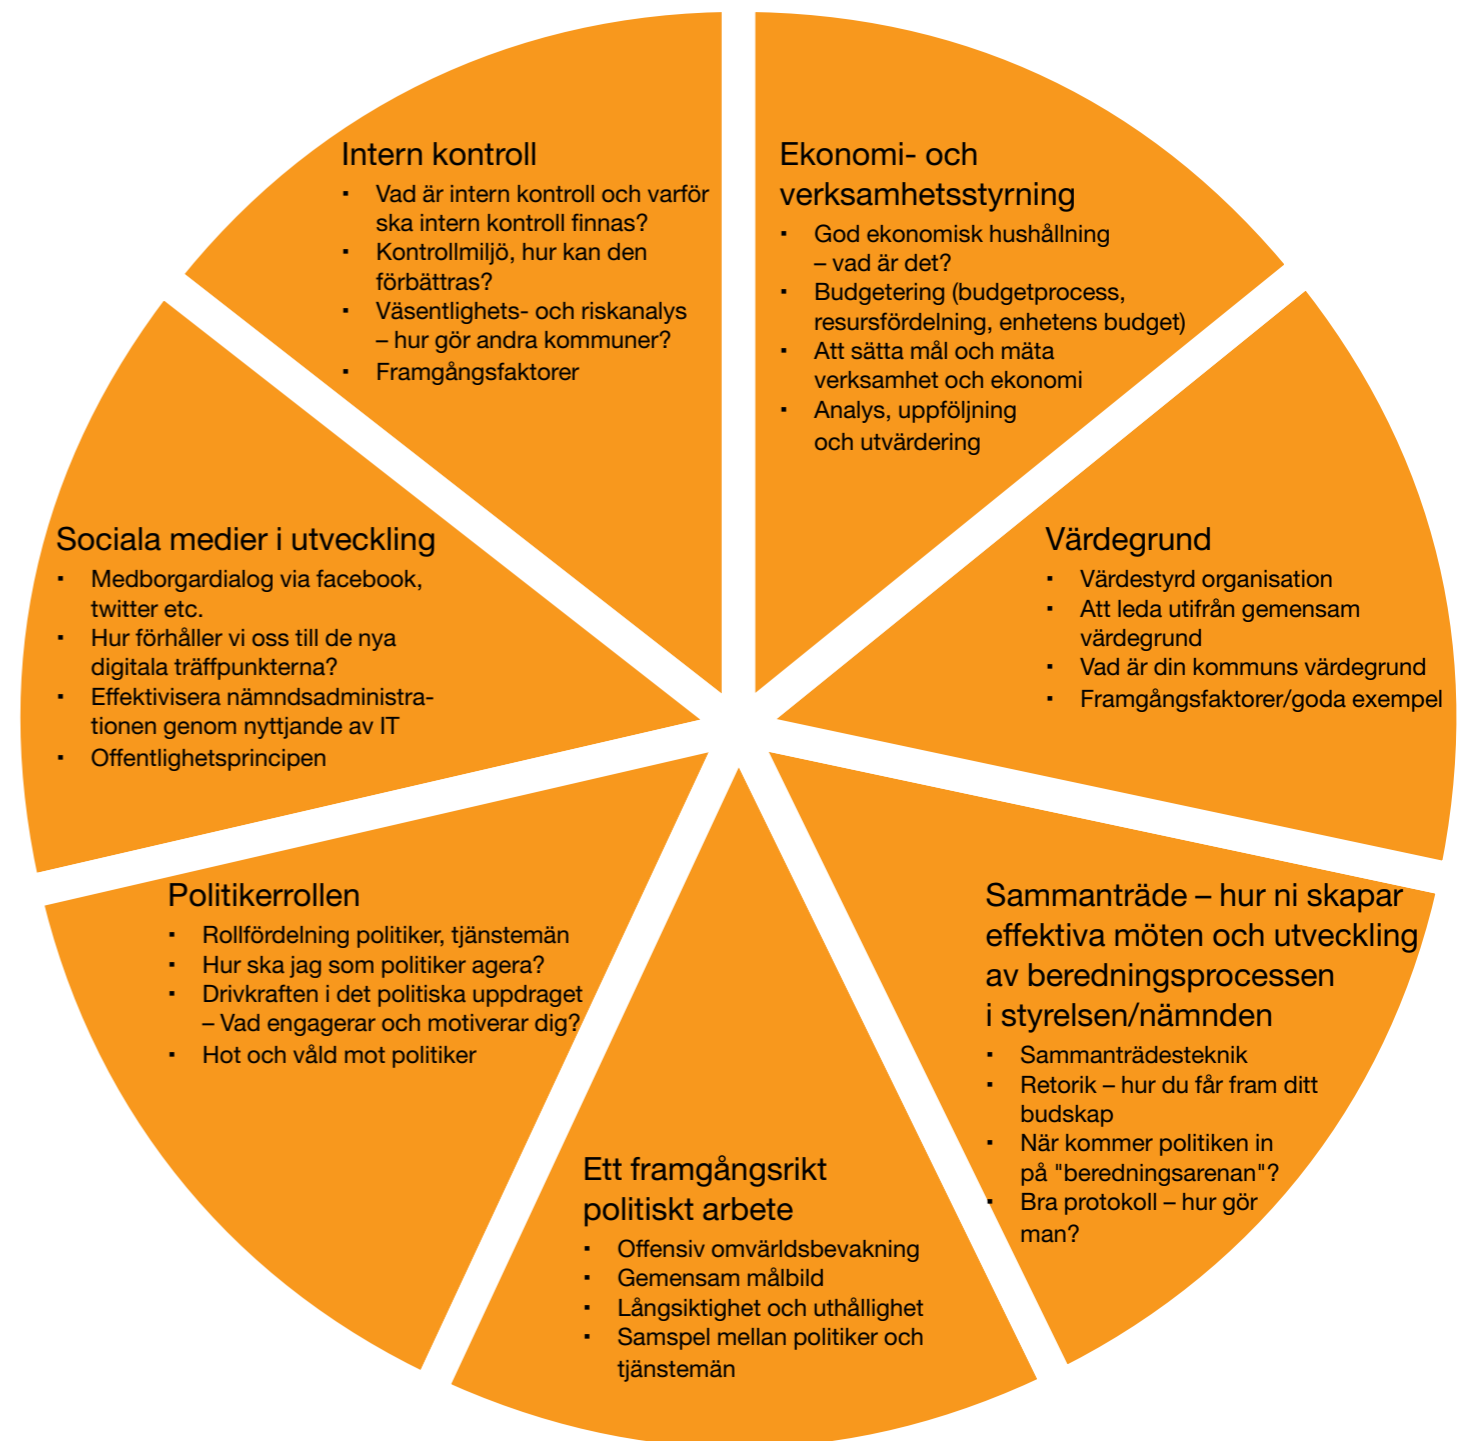 Intern kontroll
▪ Vad är intern kontroll och varför
ska intern kontroll finnas?
▪ Kontrollmiljö, hur kan den
förbättras?
▪ Väsentlighets- och riskanalys
– hur gör andra kommuner?
▪ Framgångsfaktorer
Ekonomi- och
verksamhetsstyrning
▪ God ekonomisk hushållning
– vad är det?
▪ Budgetering (budgetprocess,
resursfördelning, enhetens budget)
▪ Att sätta mål och mäta
verksamhet och ekonomi
▪ Analys, uppföljning
och utvärdering
Sociala medier i utveckling
▪ Medborgardialog via facebook,
twitter etc.
▪ Hur förhåller vi oss till de nya
digitala träffpunkterna?
▪ Effektivisera nämndsadministra-
tionen genom nyttjande av IT
▪ Offentlighetsprincipen
Värdegrund
▪ Värdestyrd organisation
▪ Att leda utifrån gemensam
värdegrund
▪ Vad är din kommuns värdegrund
▪ Framgångsfaktorer/goda exempel
Politikerrollen
▪ Rollfördelning politiker, tjänstemän
▪ Hur ska jag som politiker agera?
▪ Drivkraften i det politiska uppdraget
– Vad engagerar och motiverar dig?
▪ Hot och våld mot politiker
Sammanträde – hur ni skapar
effektiva möten och utveckling
av beredningsprocessen
i styrelsen/nämnden
▪ Sammanträdesteknik
▪ Retorik – hur du får fram ditt
budskap
▪ När kommer politiken in
på "beredningsarenan"?
▪ Bra protokoll – hur gör
man?
Ett framgångsrikt
politiskt arbete
▪ Offensiv omvärldsbevakning
▪ Gemensam målbild
▪ Långsiktighet och uthållighet
▪ Samspel mellan politiker och
tjänstemän